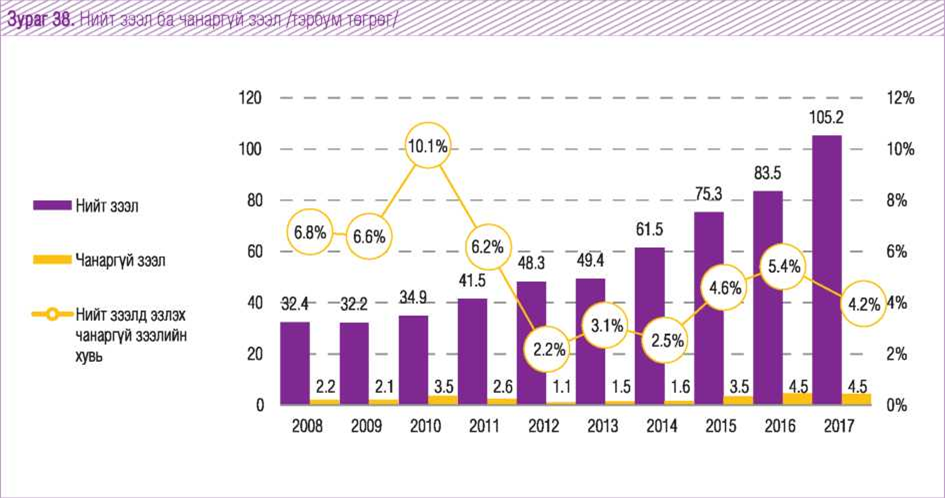 Зураг 38. Нийт зээл ба чанаргүй зээл /тэрбум төгрөг/
120 12%
105.2
100 10.1% 10%
83.5
80 75.3 8%
Нийт зээл
6.8% 6.6% 61.5
60 6.2% 6%
Чанаргүй зээл
48.3 49.4 5.4%
41.5 4.6%
40 32.4 32.2 34.9 4.2% 4%
Нийт зээлд эзлэх
чанаргүй зээлийн
хувь
3.1% 2.5%
20 2.2% 2%
2.2 2.1 3.5 2.6 1.1 1.5 1.6 3.5 4.5 4.5
0 0%
2008 2009 2010 2011 2012 2013 2014 2015 2016 2017